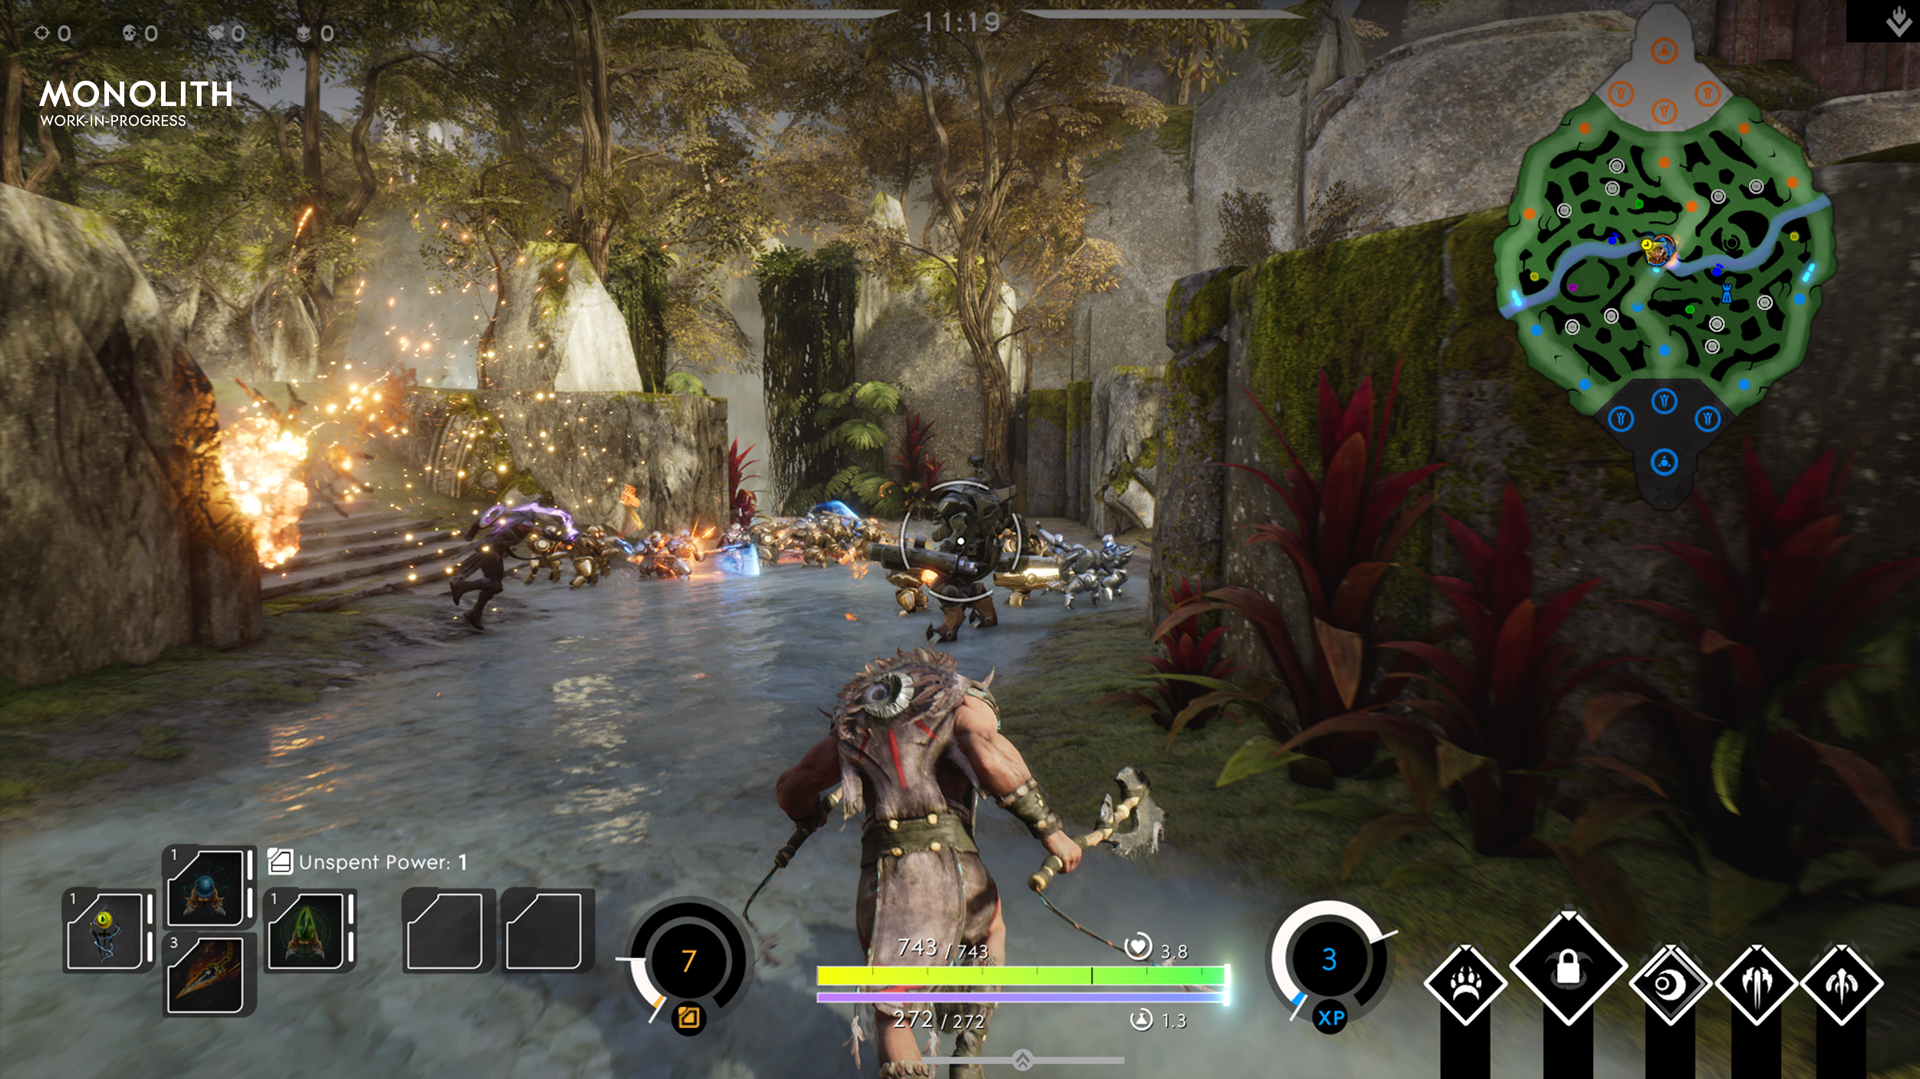 0 0 0 0
11:19
MONOLITH
WORK-IN-PROGRESS
1
Unspent Power: 1
1
1
3
7
743 / 743
3.8
272 / 272
1.3
3
XP